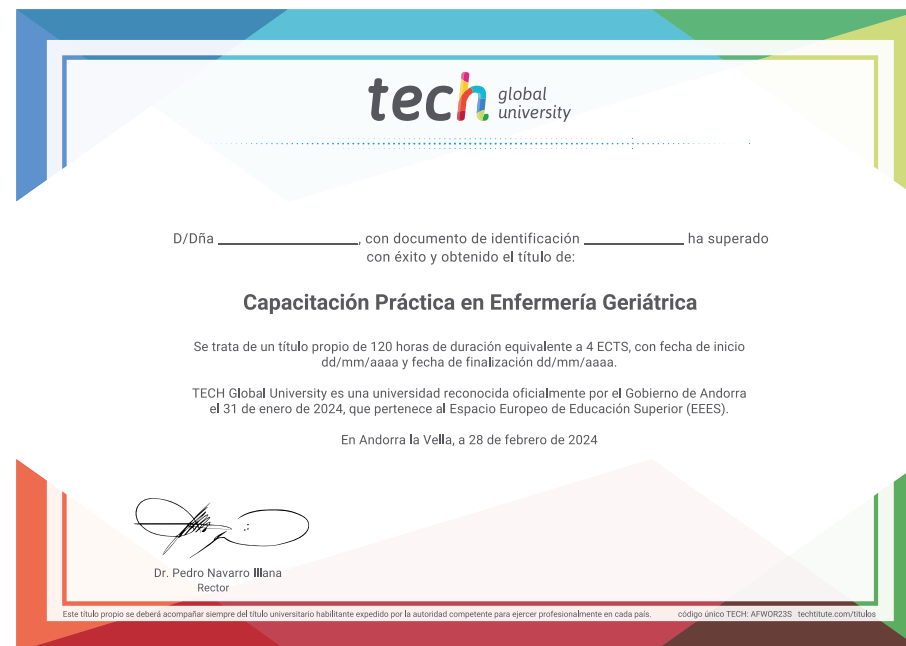 tech global university
D/Dña ____________________, con documento de identificación ______________ ha superado
con éxito y obtenido el título de:
Capacitación Práctica en Enfermería Geriátrica
Se trata de un título propio de 120 horas de duración equivalente a 4 ECTS, con fecha de inicio
dd/mm/aaaa y fecha de finalización dd/mm/aaaa.
TECH Global University es una universidad reconocida oficialmente por el Gobierno de Andorra
el 31 de enero de 2024, que pertenece al Espacio Europeo de Educación Superior (EEES).
En Andorra la Vella, a 28 de febrero de 2024
Dr. Pedro Navarro Illana
Rector
Este título propio se deberá acompañar siempre del título universitario habilitante expedido por la autoridad competente para ejercer profesionalmente en cada país. código único TECH: AFWOR23S techtitute.com/titulos